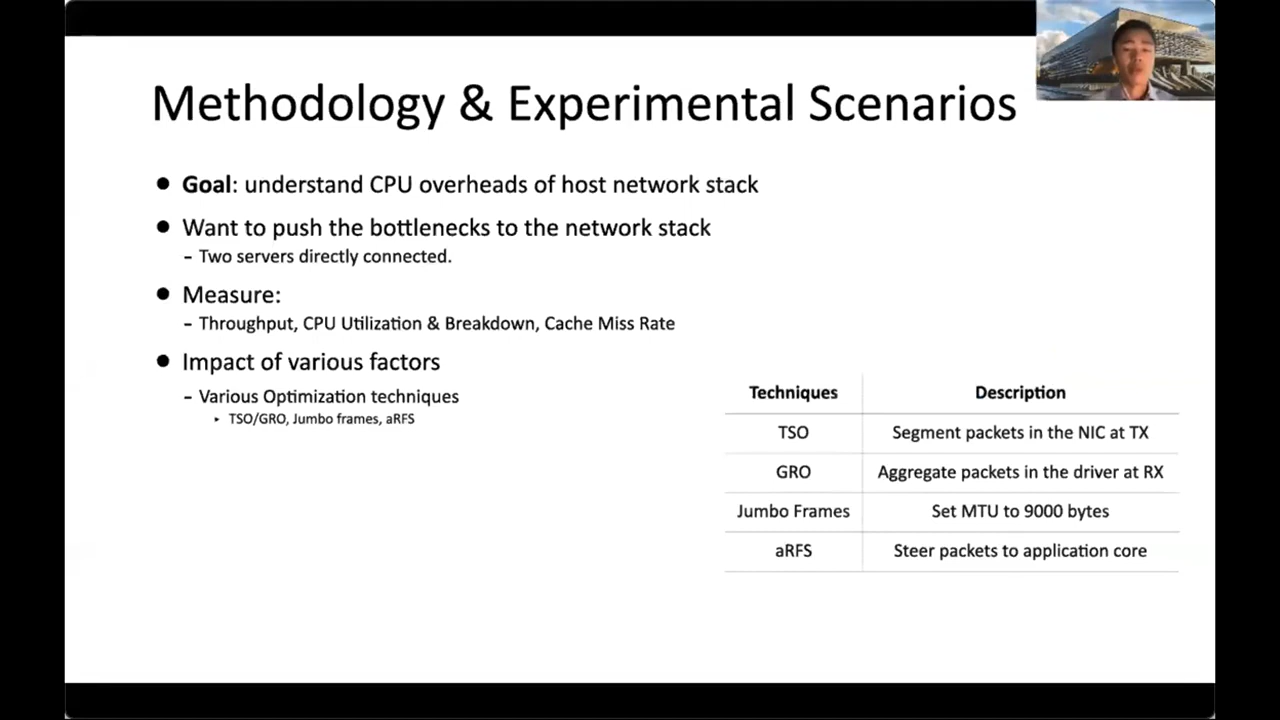 Methodology & Experimental Scenarios
● Goal: understand CPU overheads of host network stack
● Want to push the bottlenecks to the network stack
– Two servers directly connected.
● Measure:
– Throughput, CPU Utilization & Breakdown, Cache Miss Rate
● Impact of various factors
– Various Optimization techniques
▸ TSO/GRO, Jumbo frames, aRFS
Techniques Description
TSO Segment packets in the NIC at TX
GRO Aggregate packets in the driver at RX
Jumbo Frames Set MTU to 9000 bytes
aRFS Steer packets to application core